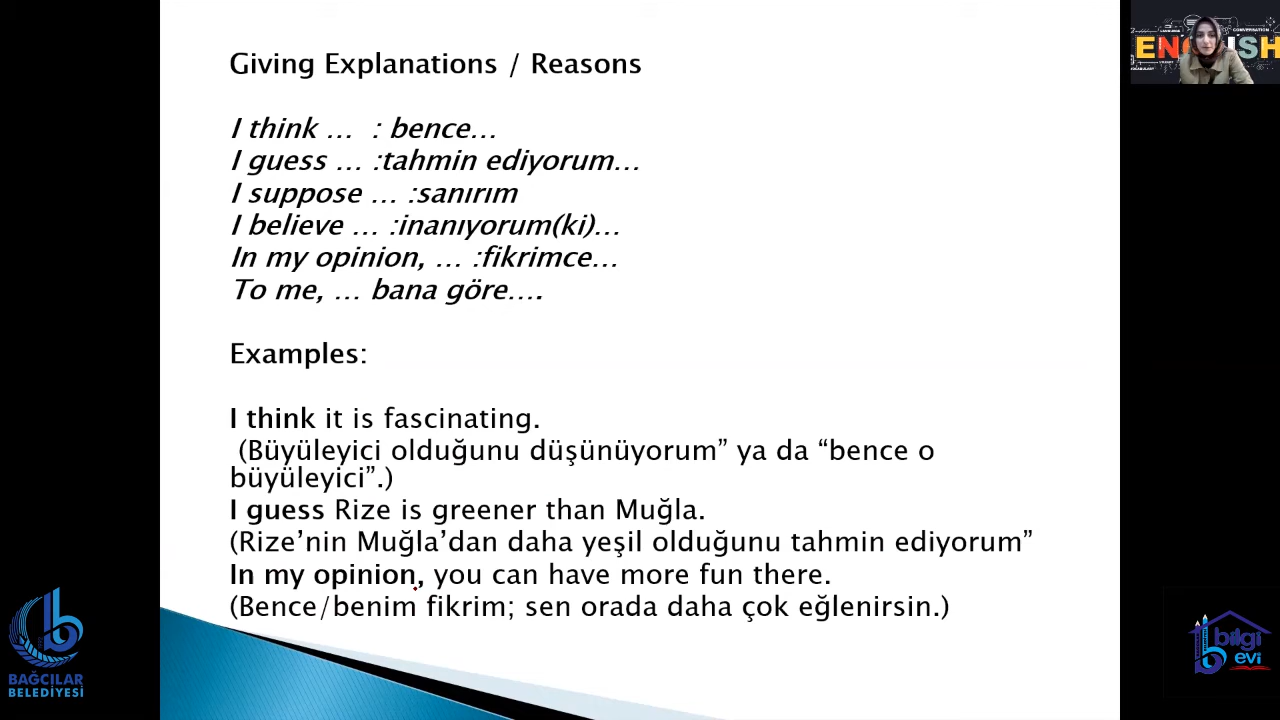 Giving Explanations / Reasons
I think …  : bence…
I guess … :tahmin ediyorum…
I suppose … :sanırım
I believe … :inanıyorum(ki)…
In my opinion, … :fikrimce…
To me, … bana göre….
Examples:
I think it is fascinating.
(Büyüleyici olduğunu düşünüyorum” ya da “bence o
büyüleyici”.)
I guess Rize is greener than Muğla.
(Rize’nin Muğla’dan daha yeşil olduğunu tahmin ediyorum”
In my opinion, you can have more fun there.
(Bence/benim fikrim; sen orada daha çok eğlenirsin.)
CONVERSATION
ENGLISH
b
BAĞCILAR
BELEDİYESİ
bilgi
evi